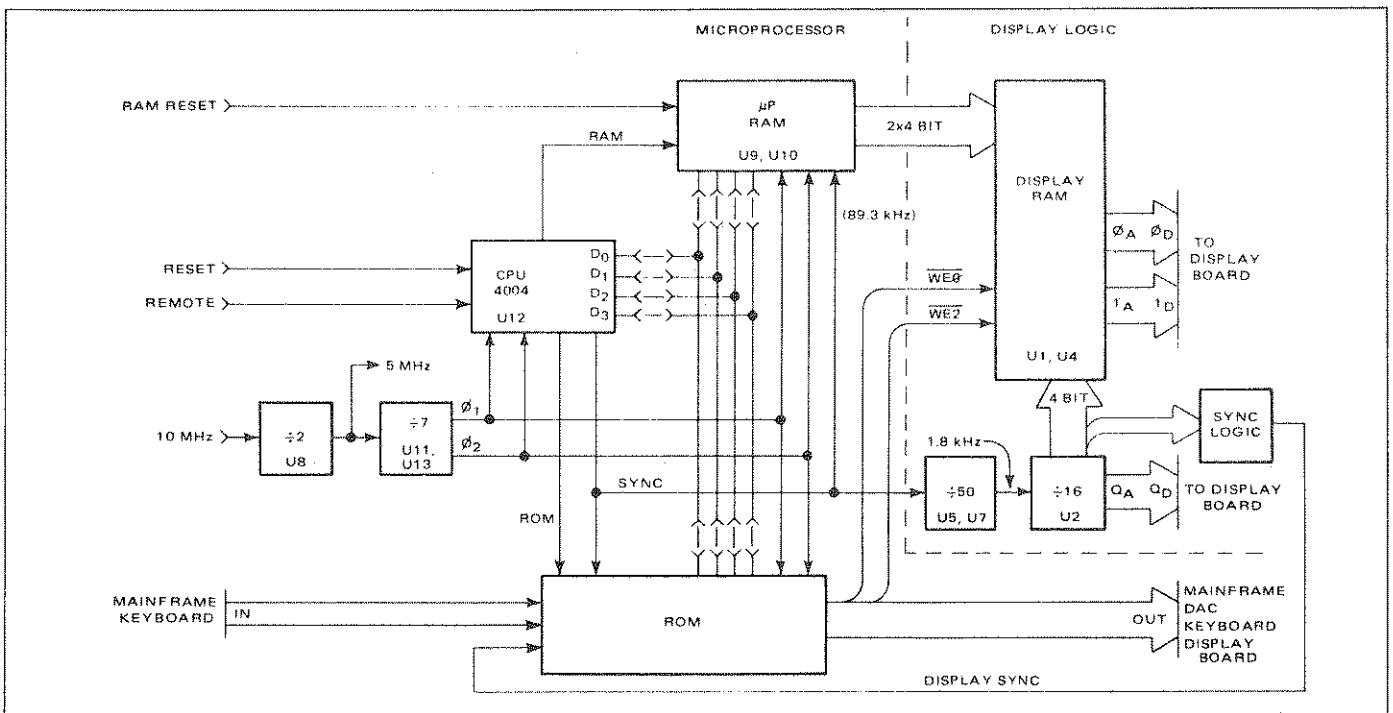 MICROPROCESSOR
DISPLAY LOGIC
RAM RESET
µP
RAM
U9, U10
2x4 BIT
RAM
DISPLAY
RAM
U1, U4
(89.3 kHz)
ØA ØD
1A 1D
TO
DISPLAY
BOARD
RESET
REMOTE
CPU
4004
U12
D0
D1
D2
D3
WE0
WE2
5 MHz
10 MHz
÷2
U8
÷7
U11,
U13
Ø1
Ø2
4 BIT
SYNC
LOGIC
1.8 kHz
SYNC
÷50
U5, U7
÷16
U2
QA QD
TO DISPLAY
BOARD
ROM
MAINFRAME
KEYBOARD
IN
ROM
OUT
MAINFRAME
DAC
KEYBOARD
DISPLAY
BOARD
DISPLAY SYNC